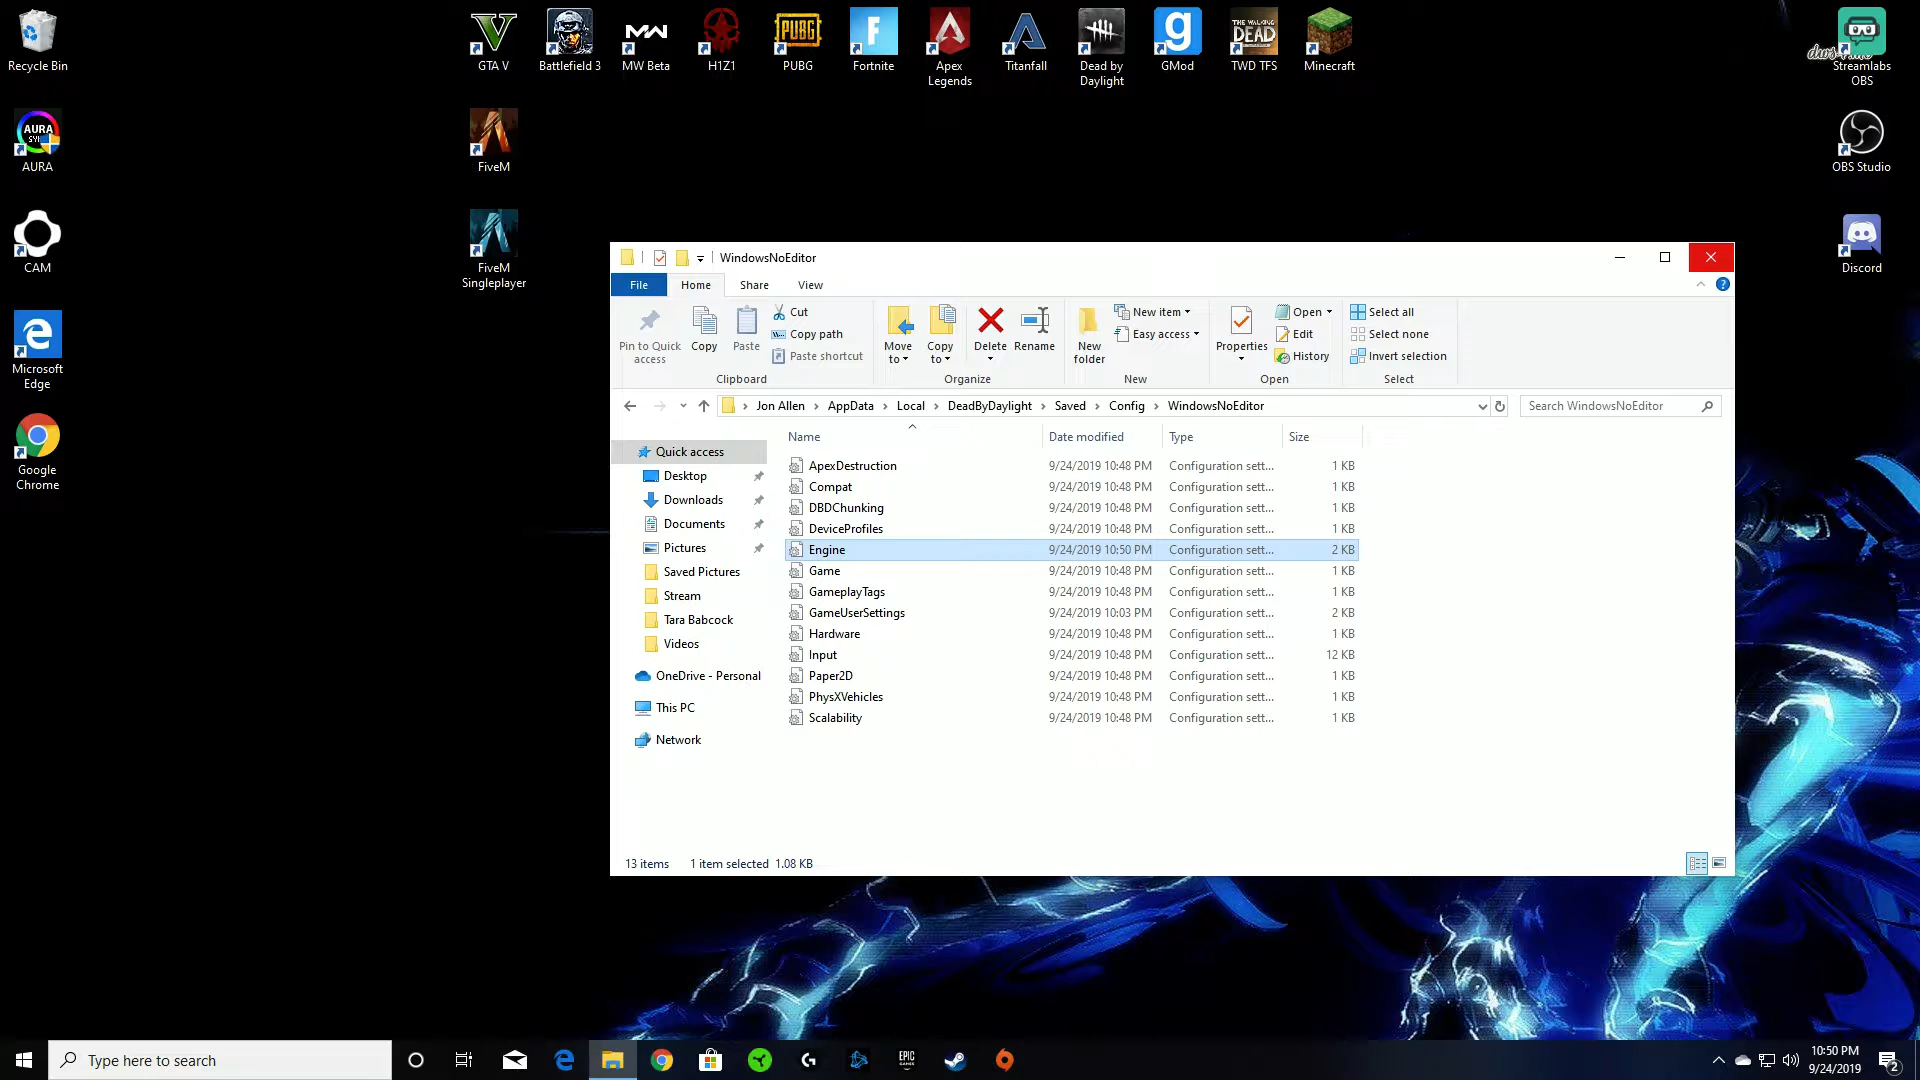 Recycle Bin
AURA
SYNC
AURA
CAM
Microsoft
Edge
Google
Chrome
GTA V
Battlefield 3
MW
MW Beta
H1Z1
PUBG
PUBG
Fortnite
Apex
Legends
Titanfall
Dead by
Daylight
GMod
THE WALKING
DEAD
TWD TFS
Minecraft
FiveM
FiveM
Singleplayer
Streamlabs
OBS
OBS Studio
Discord
WindowsNoEditor
File Home Share View
Pin to Quick
access
Copy
Paste
Cut
Copy path
Paste shortcut
Clipboard
Move
to
Copy
to
Delete
Rename
Organize
New
folder
New item
Easy access
New
Properties
Open
Edit
History
Open
Select all
Select none
Invert selection
Select
Jon Allen > AppData > Local > DeadByDaylight > Saved > Config > WindowsNoEditor
Search WindowsNoEditor
Quick access
Desktop
Downloads
Documents
Pictures
Saved Pictures
Stream
Tara Babcock
Videos
OneDrive - Personal
This PC
Network
Name Date modified Type Size
ApexDestruction 9/24/2019 10:48 PM Configuration sett... 1 KB
Compat 9/24/2019 10:48 PM Configuration sett... 1 KB
DBDChunking 9/24/2019 10:48 PM Configuration sett... 1 KB
DeviceProfiles 9/24/2019 10:48 PM Configuration sett... 1 KB
Engine 9/24/2019 10:50 PM Configuration sett... 2 KB
Game 9/24/2019 10:48 PM Configuration sett... 1 KB
GameplayTags 9/24/2019 10:48 PM Configuration sett... 1 KB
GameUserSettings 9/24/2019 10:03 PM Configuration sett... 2 KB
Hardware 9/24/2019 10:48 PM Configuration sett... 1 KB
Input 9/24/2019 10:48 PM Configuration sett... 12 KB
Paper2D 9/24/2019 10:48 PM Configuration sett... 1 KB
PhysXVehicles 9/24/2019 10:48 PM Configuration sett... 1 KB
Scalability 9/24/2019 10:48 PM Configuration sett... 1 KB
13 items 1 item selected 1.08 KB
Type here to search
EPIC
GAMES
10:50 PM
9/24/2019
2